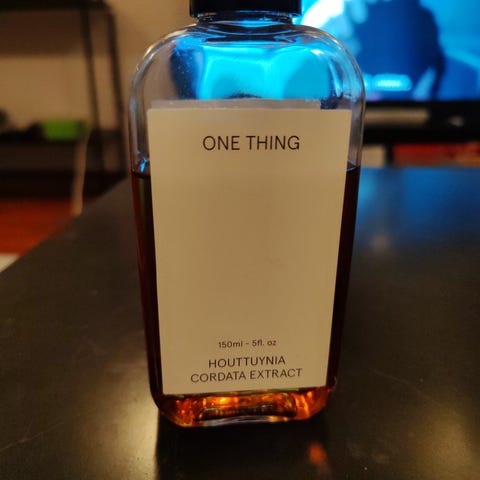 ONE THING
150ml - 5fl. oz
HOUTTUYNIA
CORDATA EXTRACT